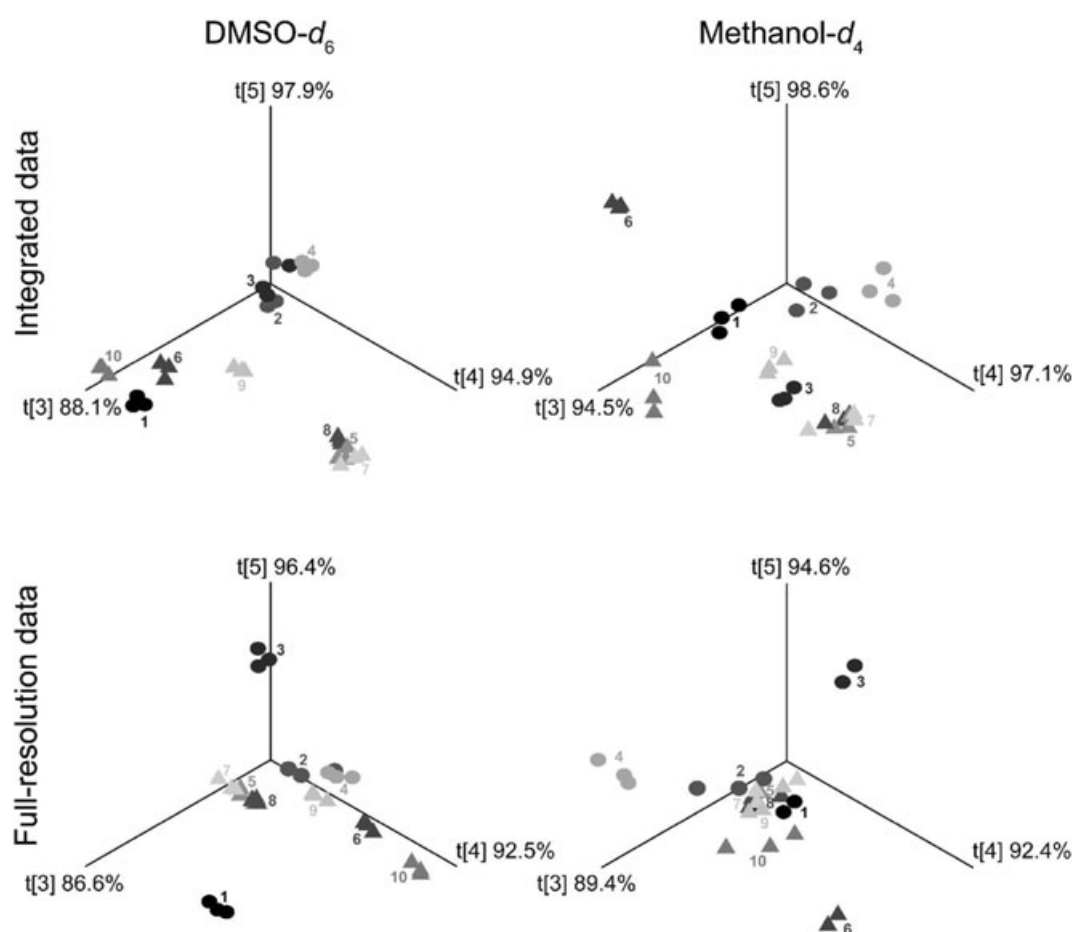 DMSO-d6
Methanol-d4
Integrated data
t[5] 97.9%
4
3
2
10
6
9
1
t[3] 88.1%
t[4] 94.9%
8
5
7
t[5] 98.6%
6
4
2
1
9
10
3
t[3] 94.5%
t[4] 97.1%
8
7
5
Full-resolution data
t[5] 96.4%
3
2
7
5
8
4
9
6
10
t[4] 92.5%
t[3] 86.6%
1
t[5] 94.6%
3
4
2
5
7
8
1
9
10
t[4] 92.4%
t[3] 89.4%
6